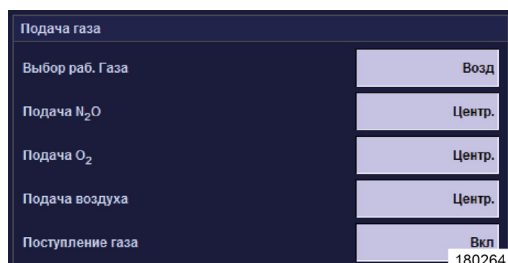 Подача газа
Выбор раб. Газа Возд
Подача N₂O Центр.
Подача O₂ Центр.
Подача воздуха Центр.
Поступление газа Вкл
180264